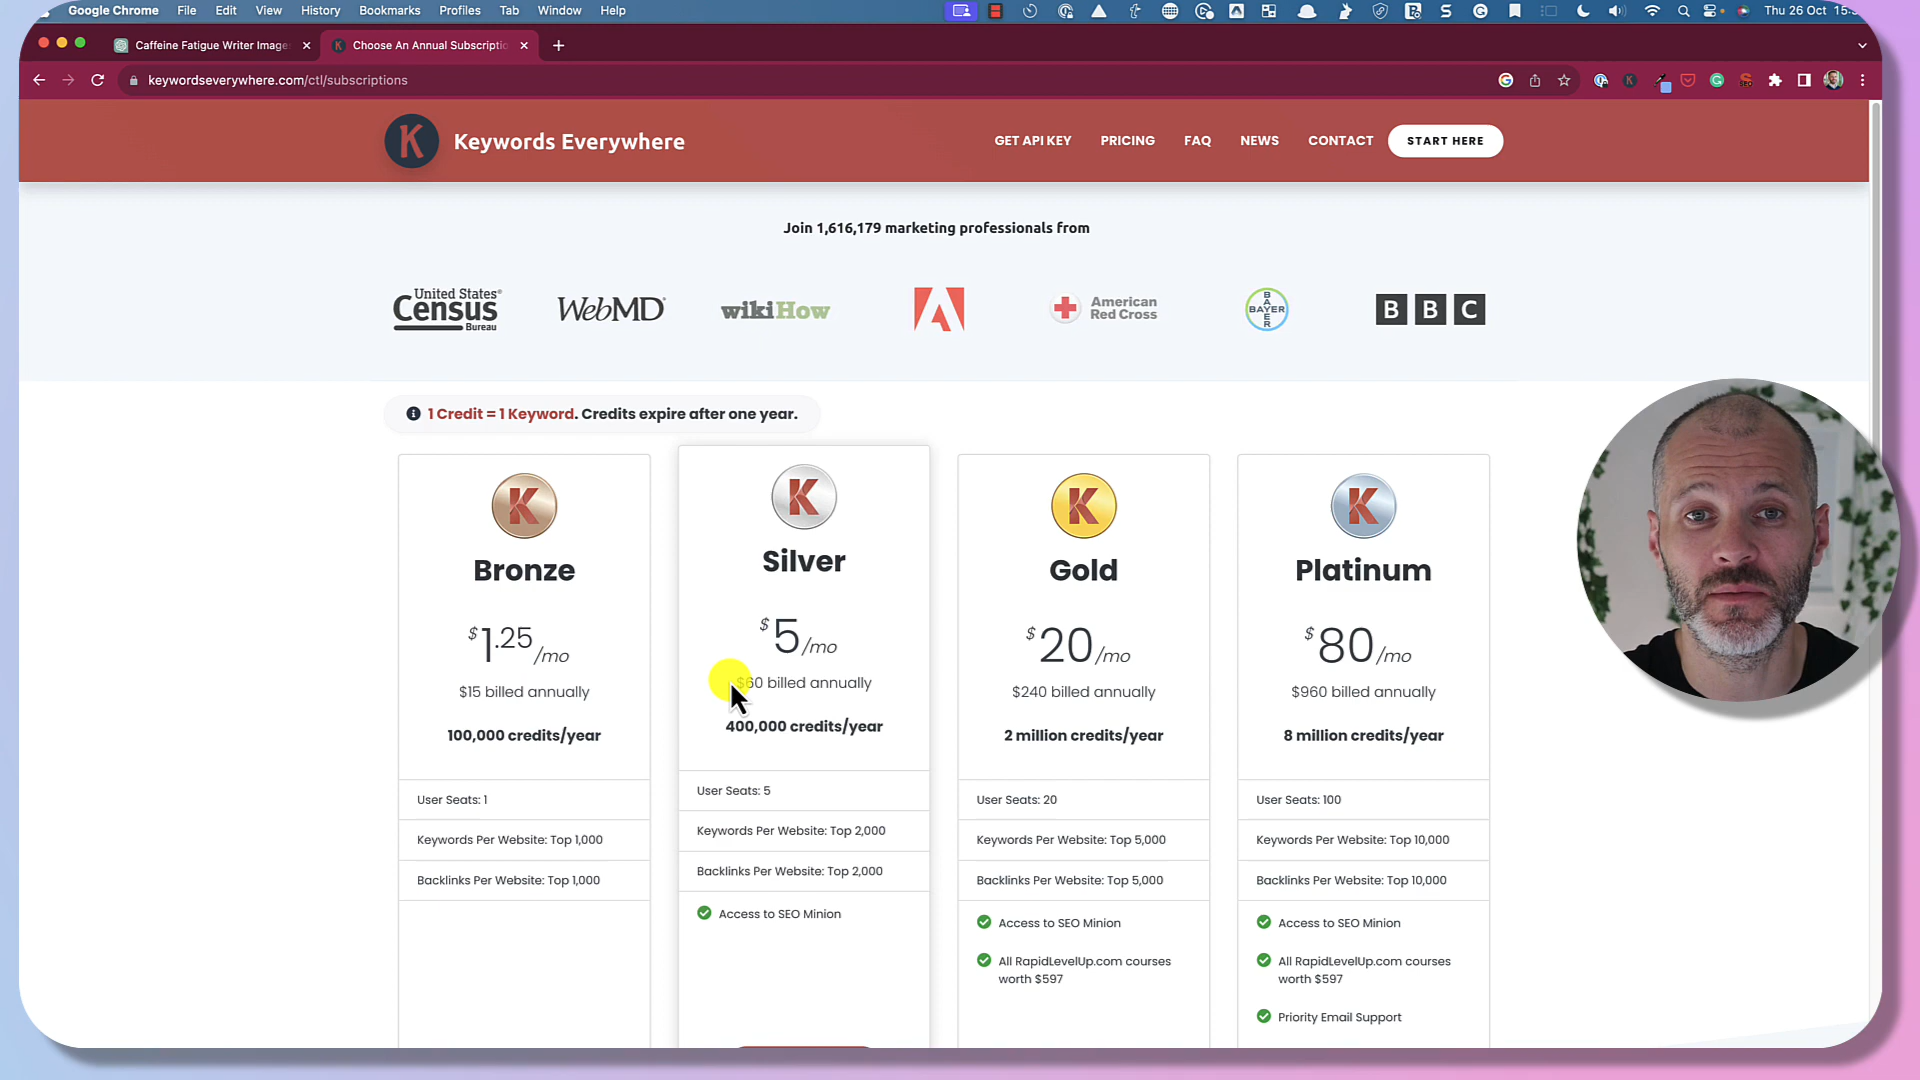 Google Chrome File Edit View History Bookmarks Profiles Tab Window Help
Thu 26 Oct
Caffeine Fatigue Writer Image
Choose An Annual Subscriptio
keywordseverywhere.com/ctl/subscriptions
K
Keywords Everywhere
GET API KEY
PRICING
FAQ
NEWS
CONTACT
START HERE
Join 1,616,179 marketing professionals from
United States®
Census
Bureau
WebMD
wikiHow
American
Red Cross
BAYER
BAYER
BBC
1 Credit = 1 Keyword. Credits expire after one year.
K
Bronze
$1.25/mo
$15 billed annually
100,000 credits/year
User Seats: 1
Keywords Per Website: Top 1,000
Backlinks Per Website: Top 1,000
K
Silver
$5/mo
$60 billed annually
400,000 credits/year
User Seats: 5
Keywords Per Website: Top 2,000
Backlinks Per Website: Top 2,000
Access to SEO Minion
K
Gold
$20/mo
$240 billed annually
2 million credits/year
User Seats: 20
Keywords Per Website: Top 5,000
Backlinks Per Website: Top 5,000
Access to SEO Minion
All RapidLevelUp.com courses
worth $597
K
Platinum
$80/mo
$960 billed annually
8 million credits/year
User Seats: 100
Keywords Per Website: Top 10,000
Backlinks Per Website: Top 10,000
Access to SEO Minion
All RapidLevelUp.com courses
worth $597
Priority Email Support